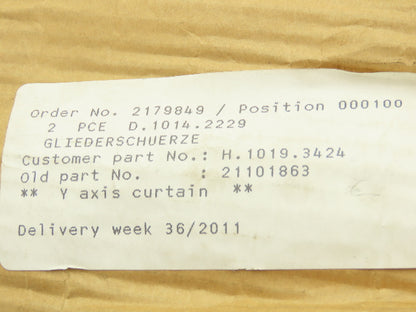 Order No. 2179849 / Position 000100
2 PCE D.1014.2229
GLIEDERSCHUERZE
Customer part No.: H.1019.3424
Old part No. : 21101863
** Y axis curtain **
Delivery week 36/2011